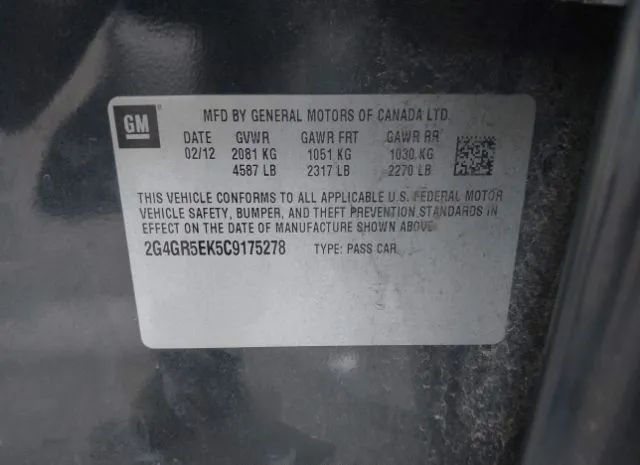 GM
MFD BY GENERAL MOTORS OF CANADA LTD.
DATE GVWR GAWR FRT GAWR RR
02/12 2081 KG 1051 KG 1030 KG
4587 LB 2317 LB 2270 LB
THIS VEHICLE CONFORMS TO ALL APPLICABLE U.S. FEDERAL MOTOR
VEHICLE SAFETY, BUMPER, AND THEFT PREVENTION STANDARDS IN
EFFECT ON THE DATE OF MANUFACTURE SHOWN ABOVE.
2G4GR5EK5C9175278 TYPE: PASS CAR